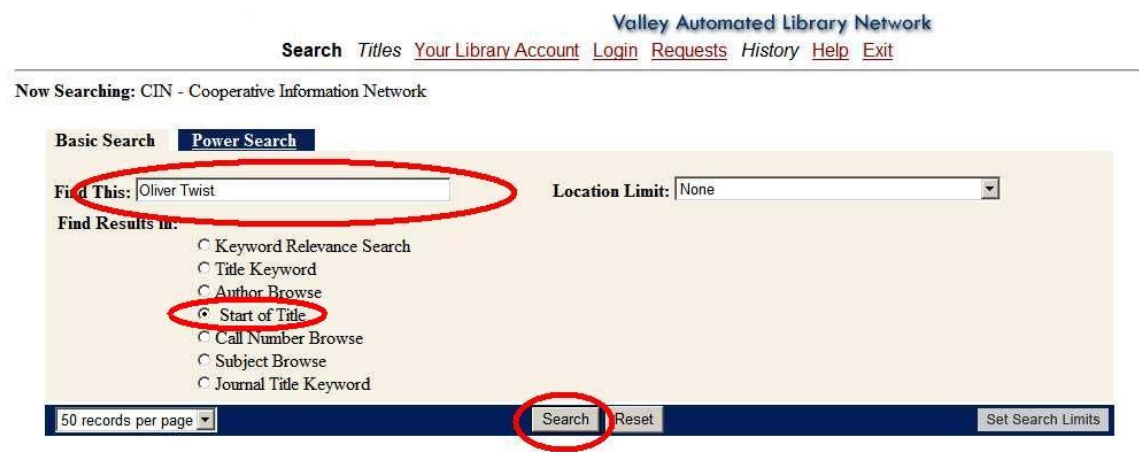 Valley Automated Library Network
Search Titles Your Library Account Login Requests History Help Exit
Now Searching: CIN - Cooperative Information Network
Basic Search Power Search
Find This: Oliver Twist Location Limit: None
Find Results in:
Keyword Relevance Search
Title Keyword
Author Browse
Start of Title
Call Number Browse
Subject Browse
Journal Title Keyword
50 records per page Search Reset Set Search Limits